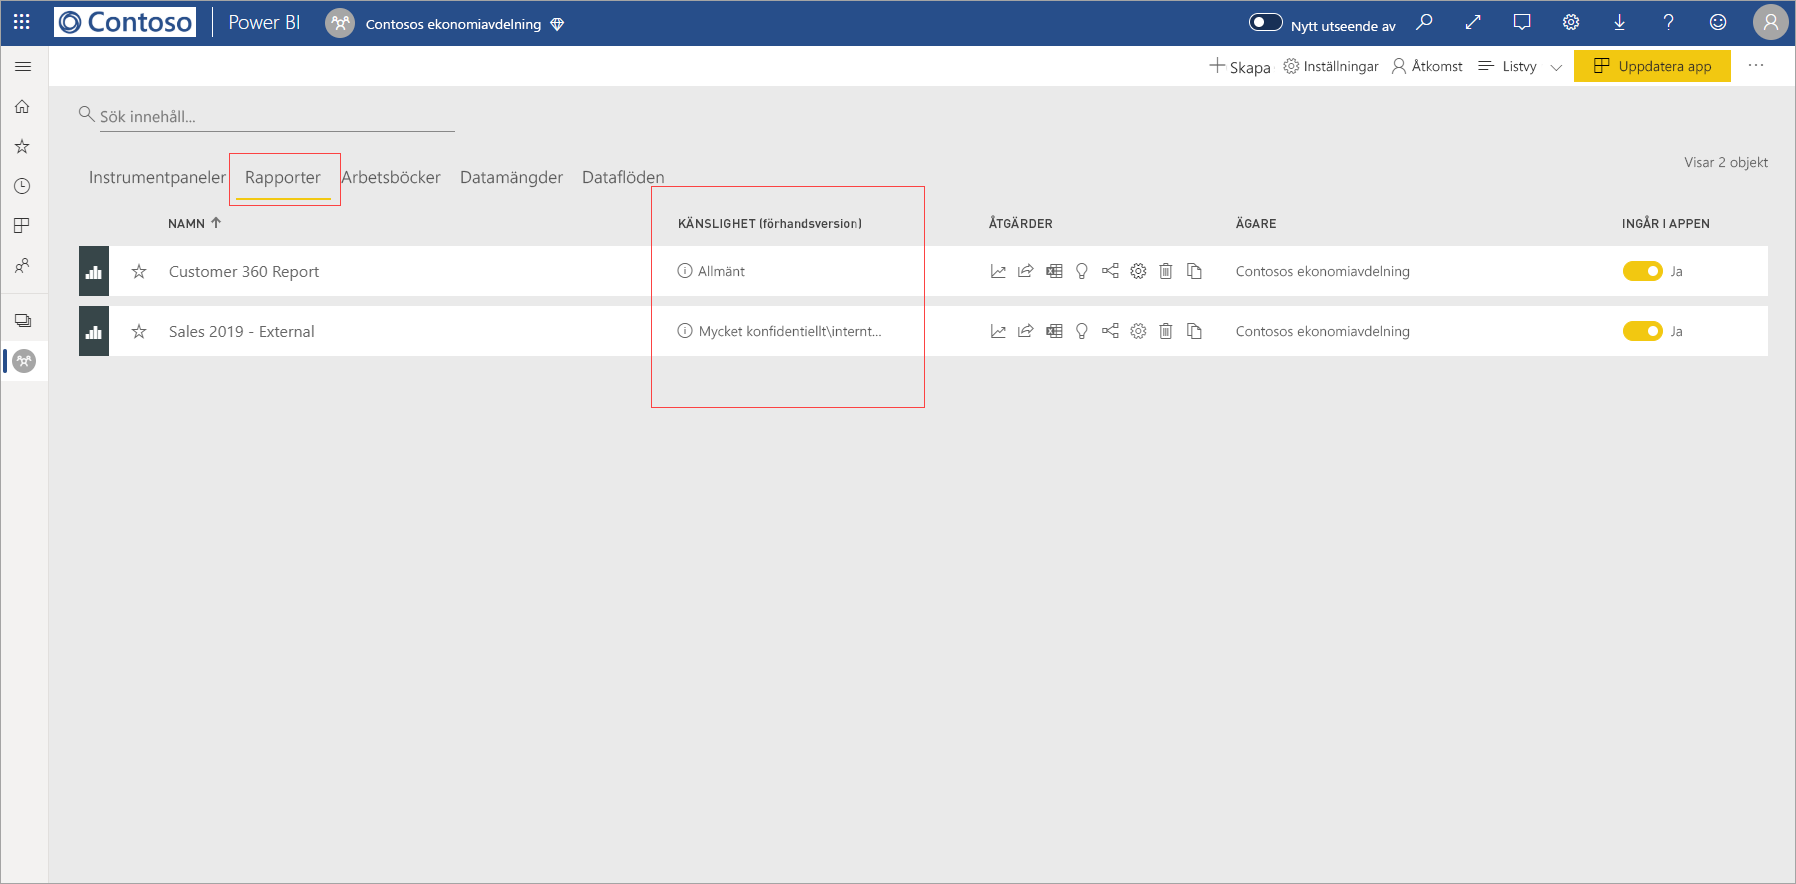 Contoso
Power BI
Contosos ekonomiavdelning
Nytt utseende av
Skapa
Inställningar
Åtkomst
Listvy
Uppdatera app
Sök innehåll...
Visar 2 objekt
Instrumentpaneler Rapporter Arbetsböcker Datamängder Dataflöden
NAMN KÄNSLIGHET (förhandsversion) ÅTGÄRDER ÄGARE INGÅR I APPEN
Customer 360 Report Allmänt Contosos ekonomiavdelning Ja
Sales 2019 - External Mycket konfidentiellt\internt... Contosos ekonomiavdelning Ja